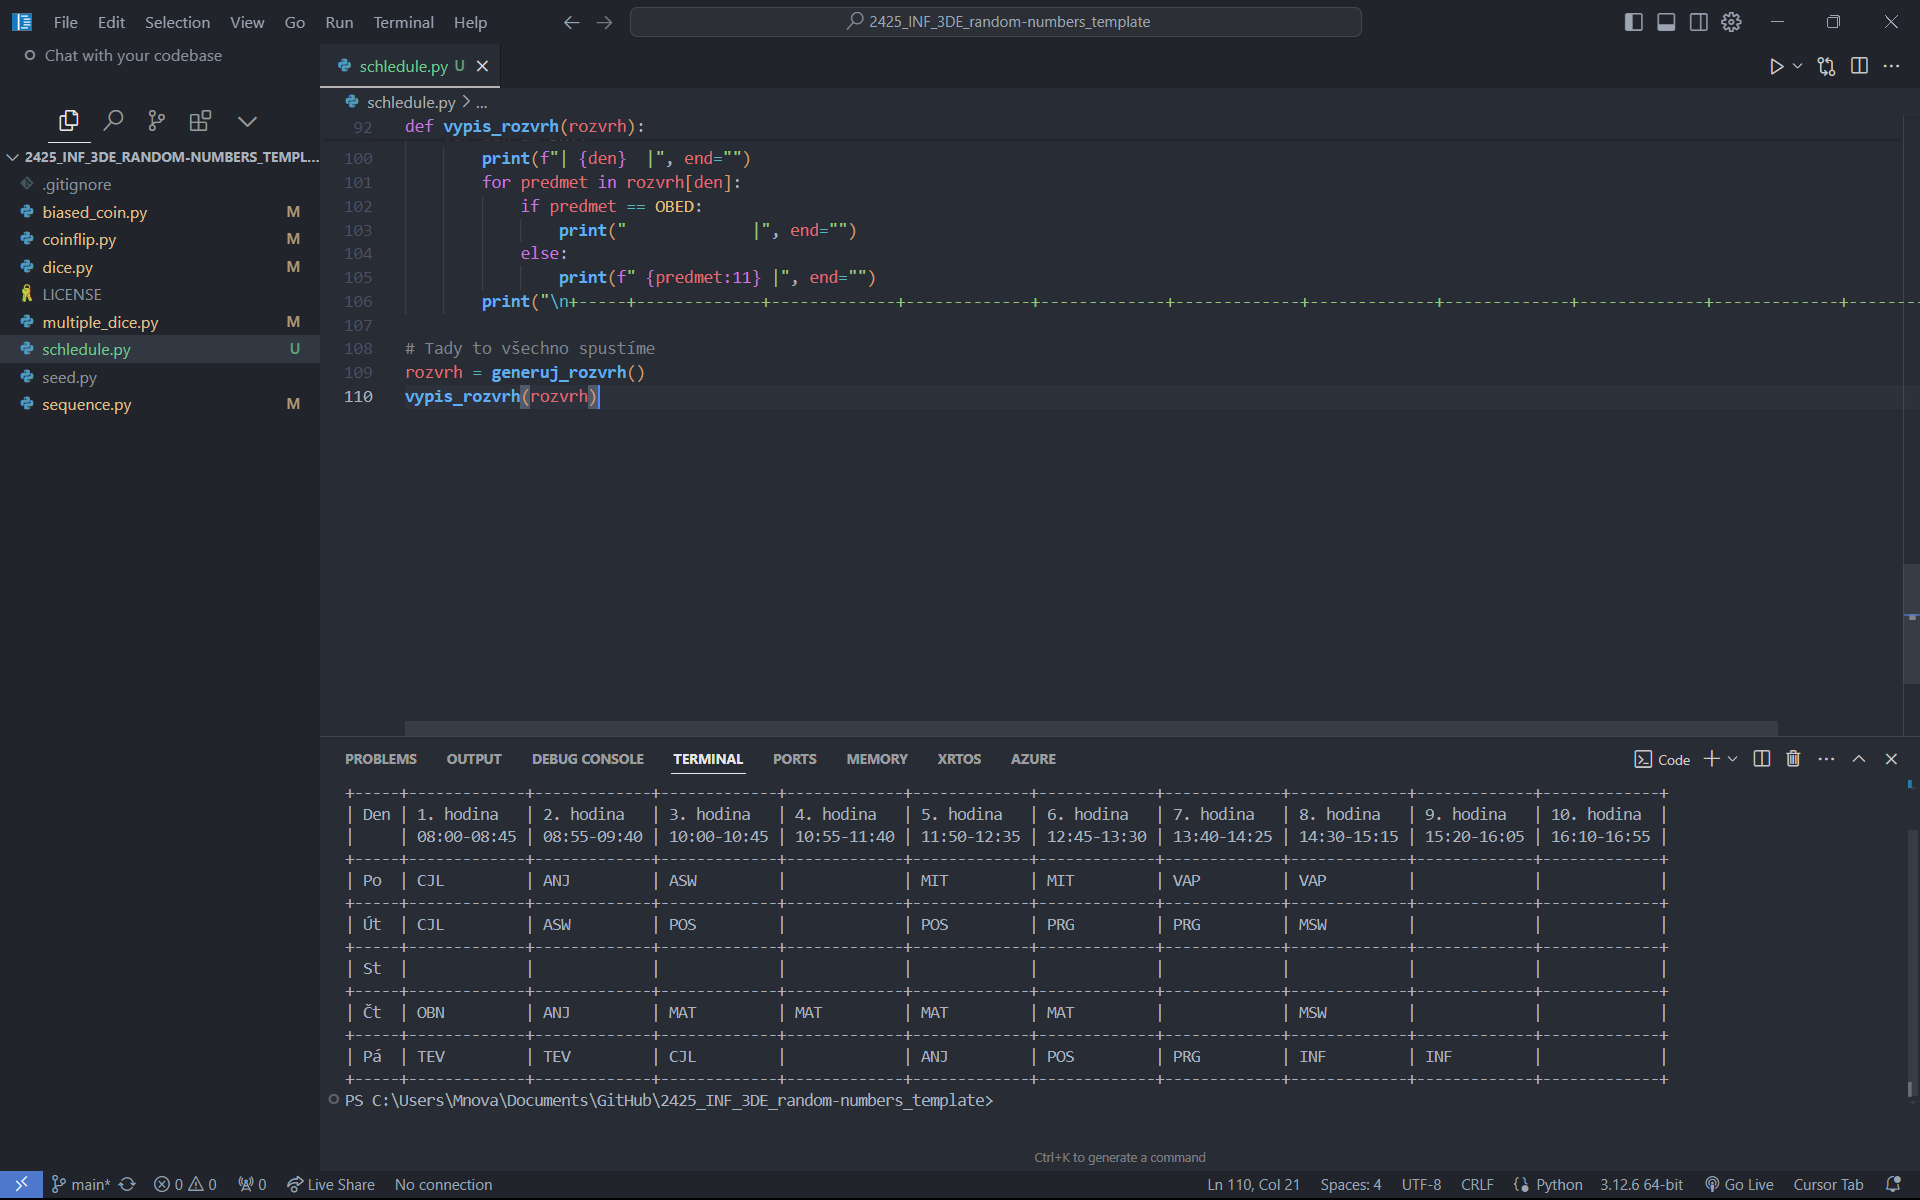 File Edit Selection View Go Run Terminal Help
2425_INF_3DE_random-numbers_template
Chat with your codebase
schledule.py U
schledule.py > ...
2425_INF_3DE_RANDOM-NUMBERS_TEMPL...
.gitignore
biased_coin.py M
coinflip.py M
dice.py M
LICENSE
multiple_dice.py M
schledule.py U
seed.py
sequence.py M
92 def vypis_rozvrh(rozvrh):
100 print(f"| {den}  |", end="")
101 for predmet in rozvrh[den]:
102 if predmet == OBED:
103 print("             |", end="")
104 else:
105 print(f" {predmet:11} |", end="")
106 print("\n+-----+-------------+-------------+-------------+-------------+-------------+-------------+-------------+-------------+-------------+-------
107
108 # Tady to všechno spustíme
109 rozvrh = generuj_rozvrh()
110 vypis_rozvrh(rozvrh)
PROBLEMS OUTPUT DEBUG CONSOLE TERMINAL PORTS MEMORY XRTOS AZURE
Code
+-----+-------------+-------------+-------------+-------------+-------------+-------------+-------------+-------------+-------------+-------------+
| Den | 1. hodina   | 2. hodina   | 3. hodina   | 4. hodina   | 5. hodina   | 6. hodina   | 7. hodina   | 8. hodina   | 9. hodina   | 10. hodina  |
|     | 08:00-08:45 | 08:55-09:40 | 10:00-10:45 | 10:55-11:40 | 11:50-12:35 | 12:45-13:30 | 13:40-14:25 | 14:30-15:15 | 15:20-16:05 | 16:10-16:55 |
+-----+-------------+-------------+-------------+-------------+-------------+-------------+-------------+-------------+-------------+-------------+
| Po  | CJL         | ANJ         | ASW         |             | MIT         | MIT         | VAP         | VAP         |             |             |
+-----+-------------+-------------+-------------+-------------+-------------+-------------+-------------+-------------+-------------+-------------+
| Út  | CJL         | ASW         | POS         |             | POS         | PRG         | PRG         | MSW         |             |             |
+-----+-------------+-------------+-------------+-------------+-------------+-------------+-------------+-------------+-------------+-------------+
| St  |             |             |             |             |             |             |             |             |             |             |
+-----+-------------+-------------+-------------+-------------+-------------+-------------+-------------+-------------+-------------+-------------+
| Čt  | OBN         | ANJ         | MAT         | MAT         | MAT         | MAT         |             | MSW         |             |             |
+-----+-------------+-------------+-------------+-------------+-------------+-------------+-------------+-------------+-------------+-------------+
| Pá  | TEV         | TEV         | CJL         |             | ANJ         | POS         | PRG         | INF         | INF         |             |
+-----+-------------+-------------+-------------+-------------+-------------+-------------+-------------+-------------+-------------+-------------+
PS C:\Users\Mnova\Documents\GitHub\2425_INF_3DE_random-numbers_template>
Ctrl+K to generate a command
main* 0 0 0 Live Share No connection Ln 110, Col 21 Spaces: 4 UTF-8 CRLF Python 3.12.6 64-bit Go Live Cursor Tab